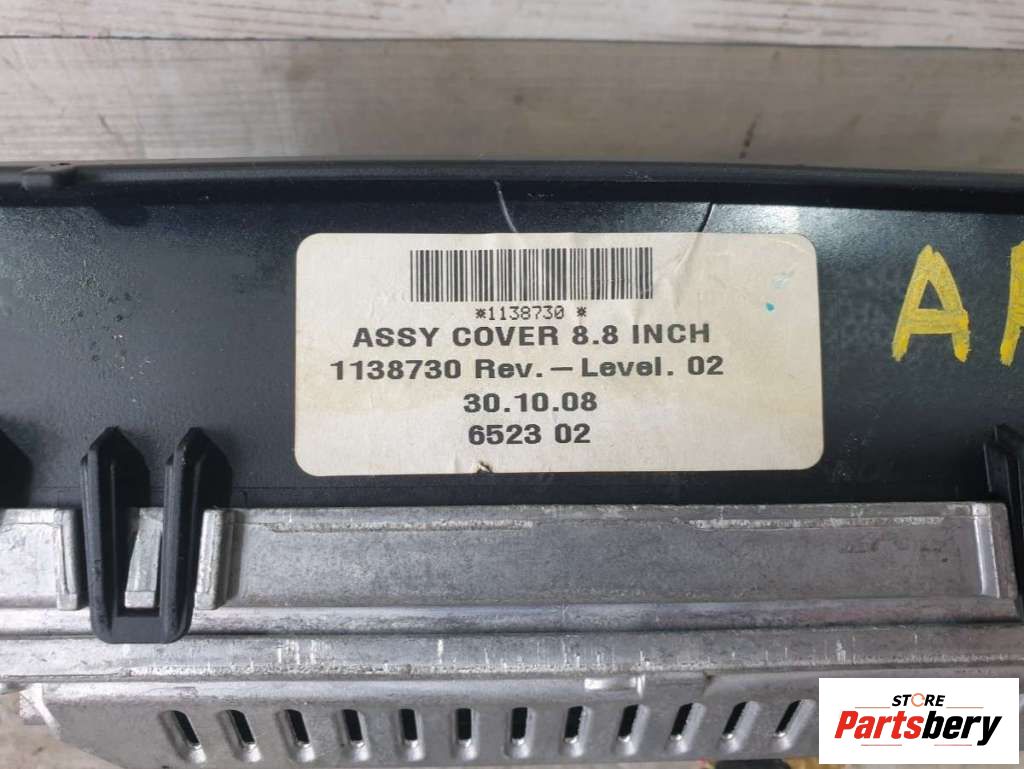 *1138730 *
ASSY COVER 8.8 INCH
1138730 Rev. – Level. 02
30.10.08
6523 02
STORE
Partsbery